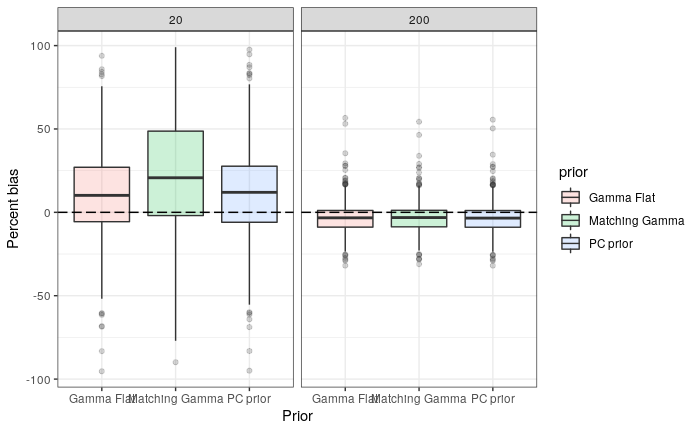 20
200
100
50
0
-50
-100
Percent bias
Gamma Flat Matching Gamma PC prior
Gamma Flat Matching Gamma PC prior
Prior
prior
Gamma Flat
Matching Gamma
PC prior